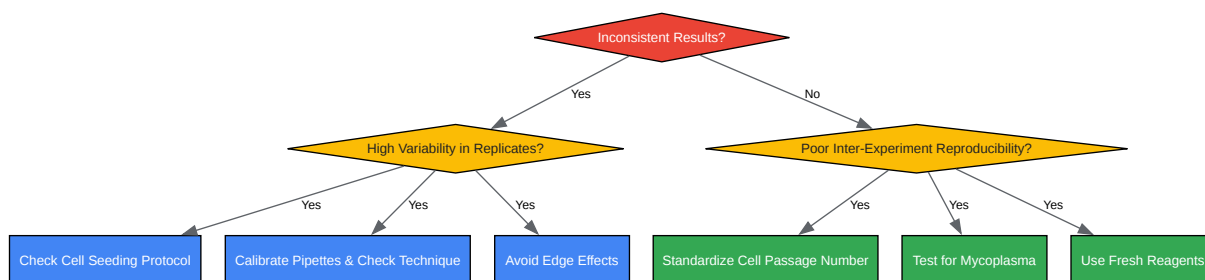 Inconsistent Results?
Yes
No
High Variability in Replicates?
Poor Inter-Experiment Reproducibility?
Yes
Yes
Yes
Yes
Yes
Yes
Check Cell Seeding Protocol
Calibrate Pipettes & Check Technique
Avoid Edge Effects
Standardize Cell Passage Number
Test for Mycoplasma
Use Fresh Reagents